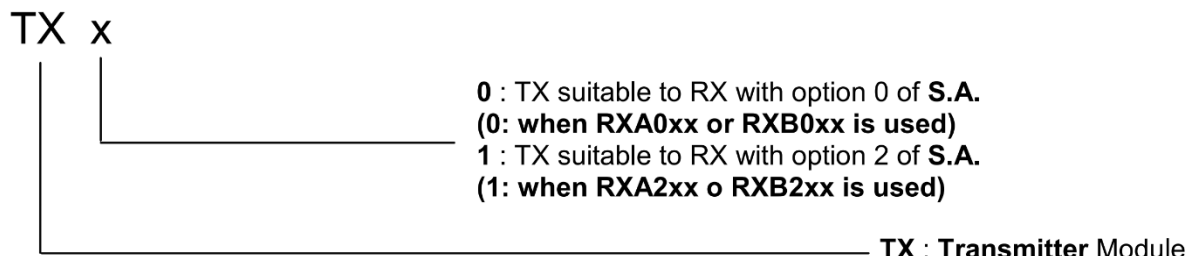 TX x
0 : TX suitable to RX with option 0 of S.A.
(0: when RXA0xx or RXB0xx is used)
1 : TX suitable to RX with option 2 of S.A.
(1: when RXA2xx o RXB2xx is used)
TX : Transmitter Module